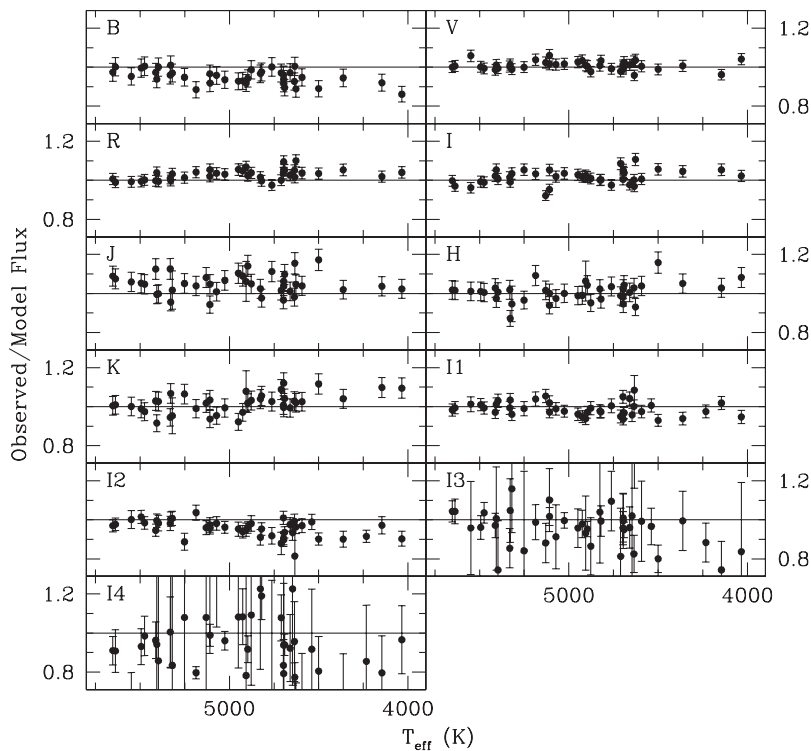 B
V
1.2
0.8
1.2
R
I
0.8
J
H
1.2
0.8
1.2
K
I1
0.8
I2
I3
1.2
0.8
1.2
I4
5000
4000
0.8
5000
4000
Observed/Model Flux
T_eff (K)